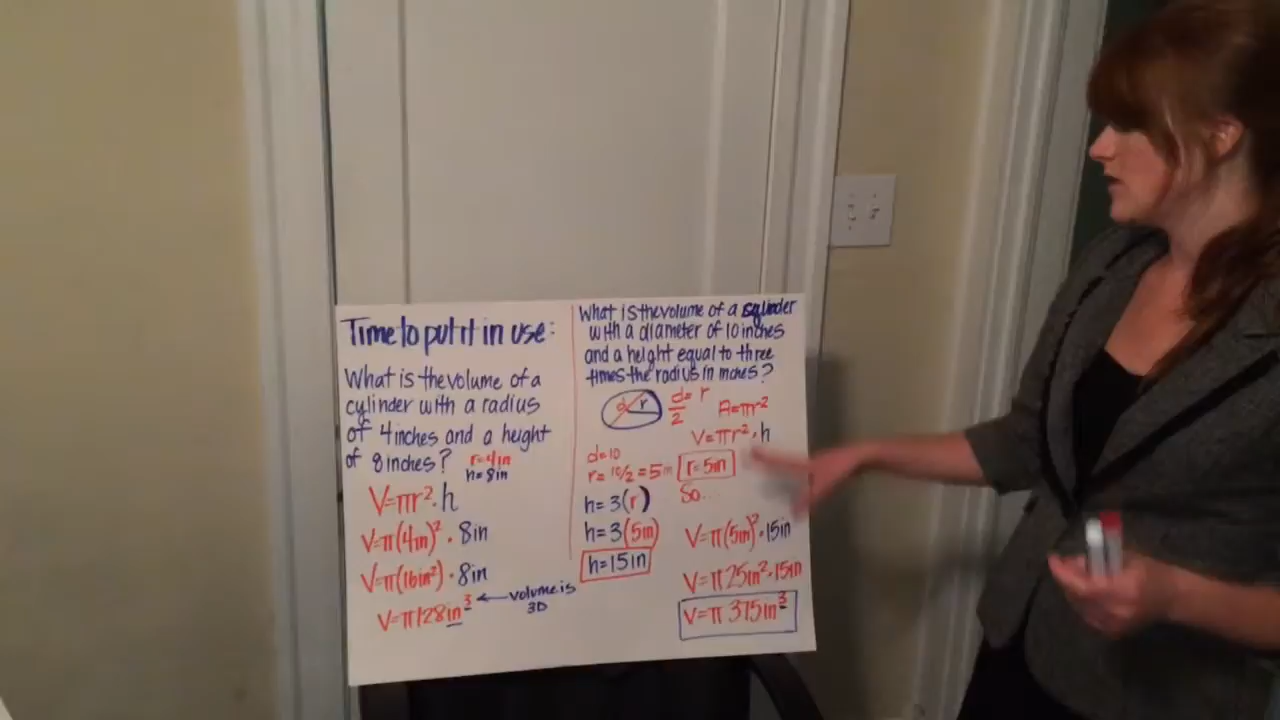 Time to put it in use:
What is the volume of a
cylinder with a radius
of 4 inches and a height
of 8 inches?
r=4in
h=8in
V=πr²·h
V=π(4in)²·8in
V=π(16in²)·8in
V=π128in³ ← volume is
3D
What is the volume of a cylinder
with a diameter of 10 inches
and a height equal to three
times the radius in inches?
d r
d/2=r
A=πr²
V=πr²·h
d=10
r=10/2=5in
r=5in
So...
h=3(r)
h=3(5in)
h=15in
V=π(5in)²·15in
V=π25in²·15in
V=π375in³